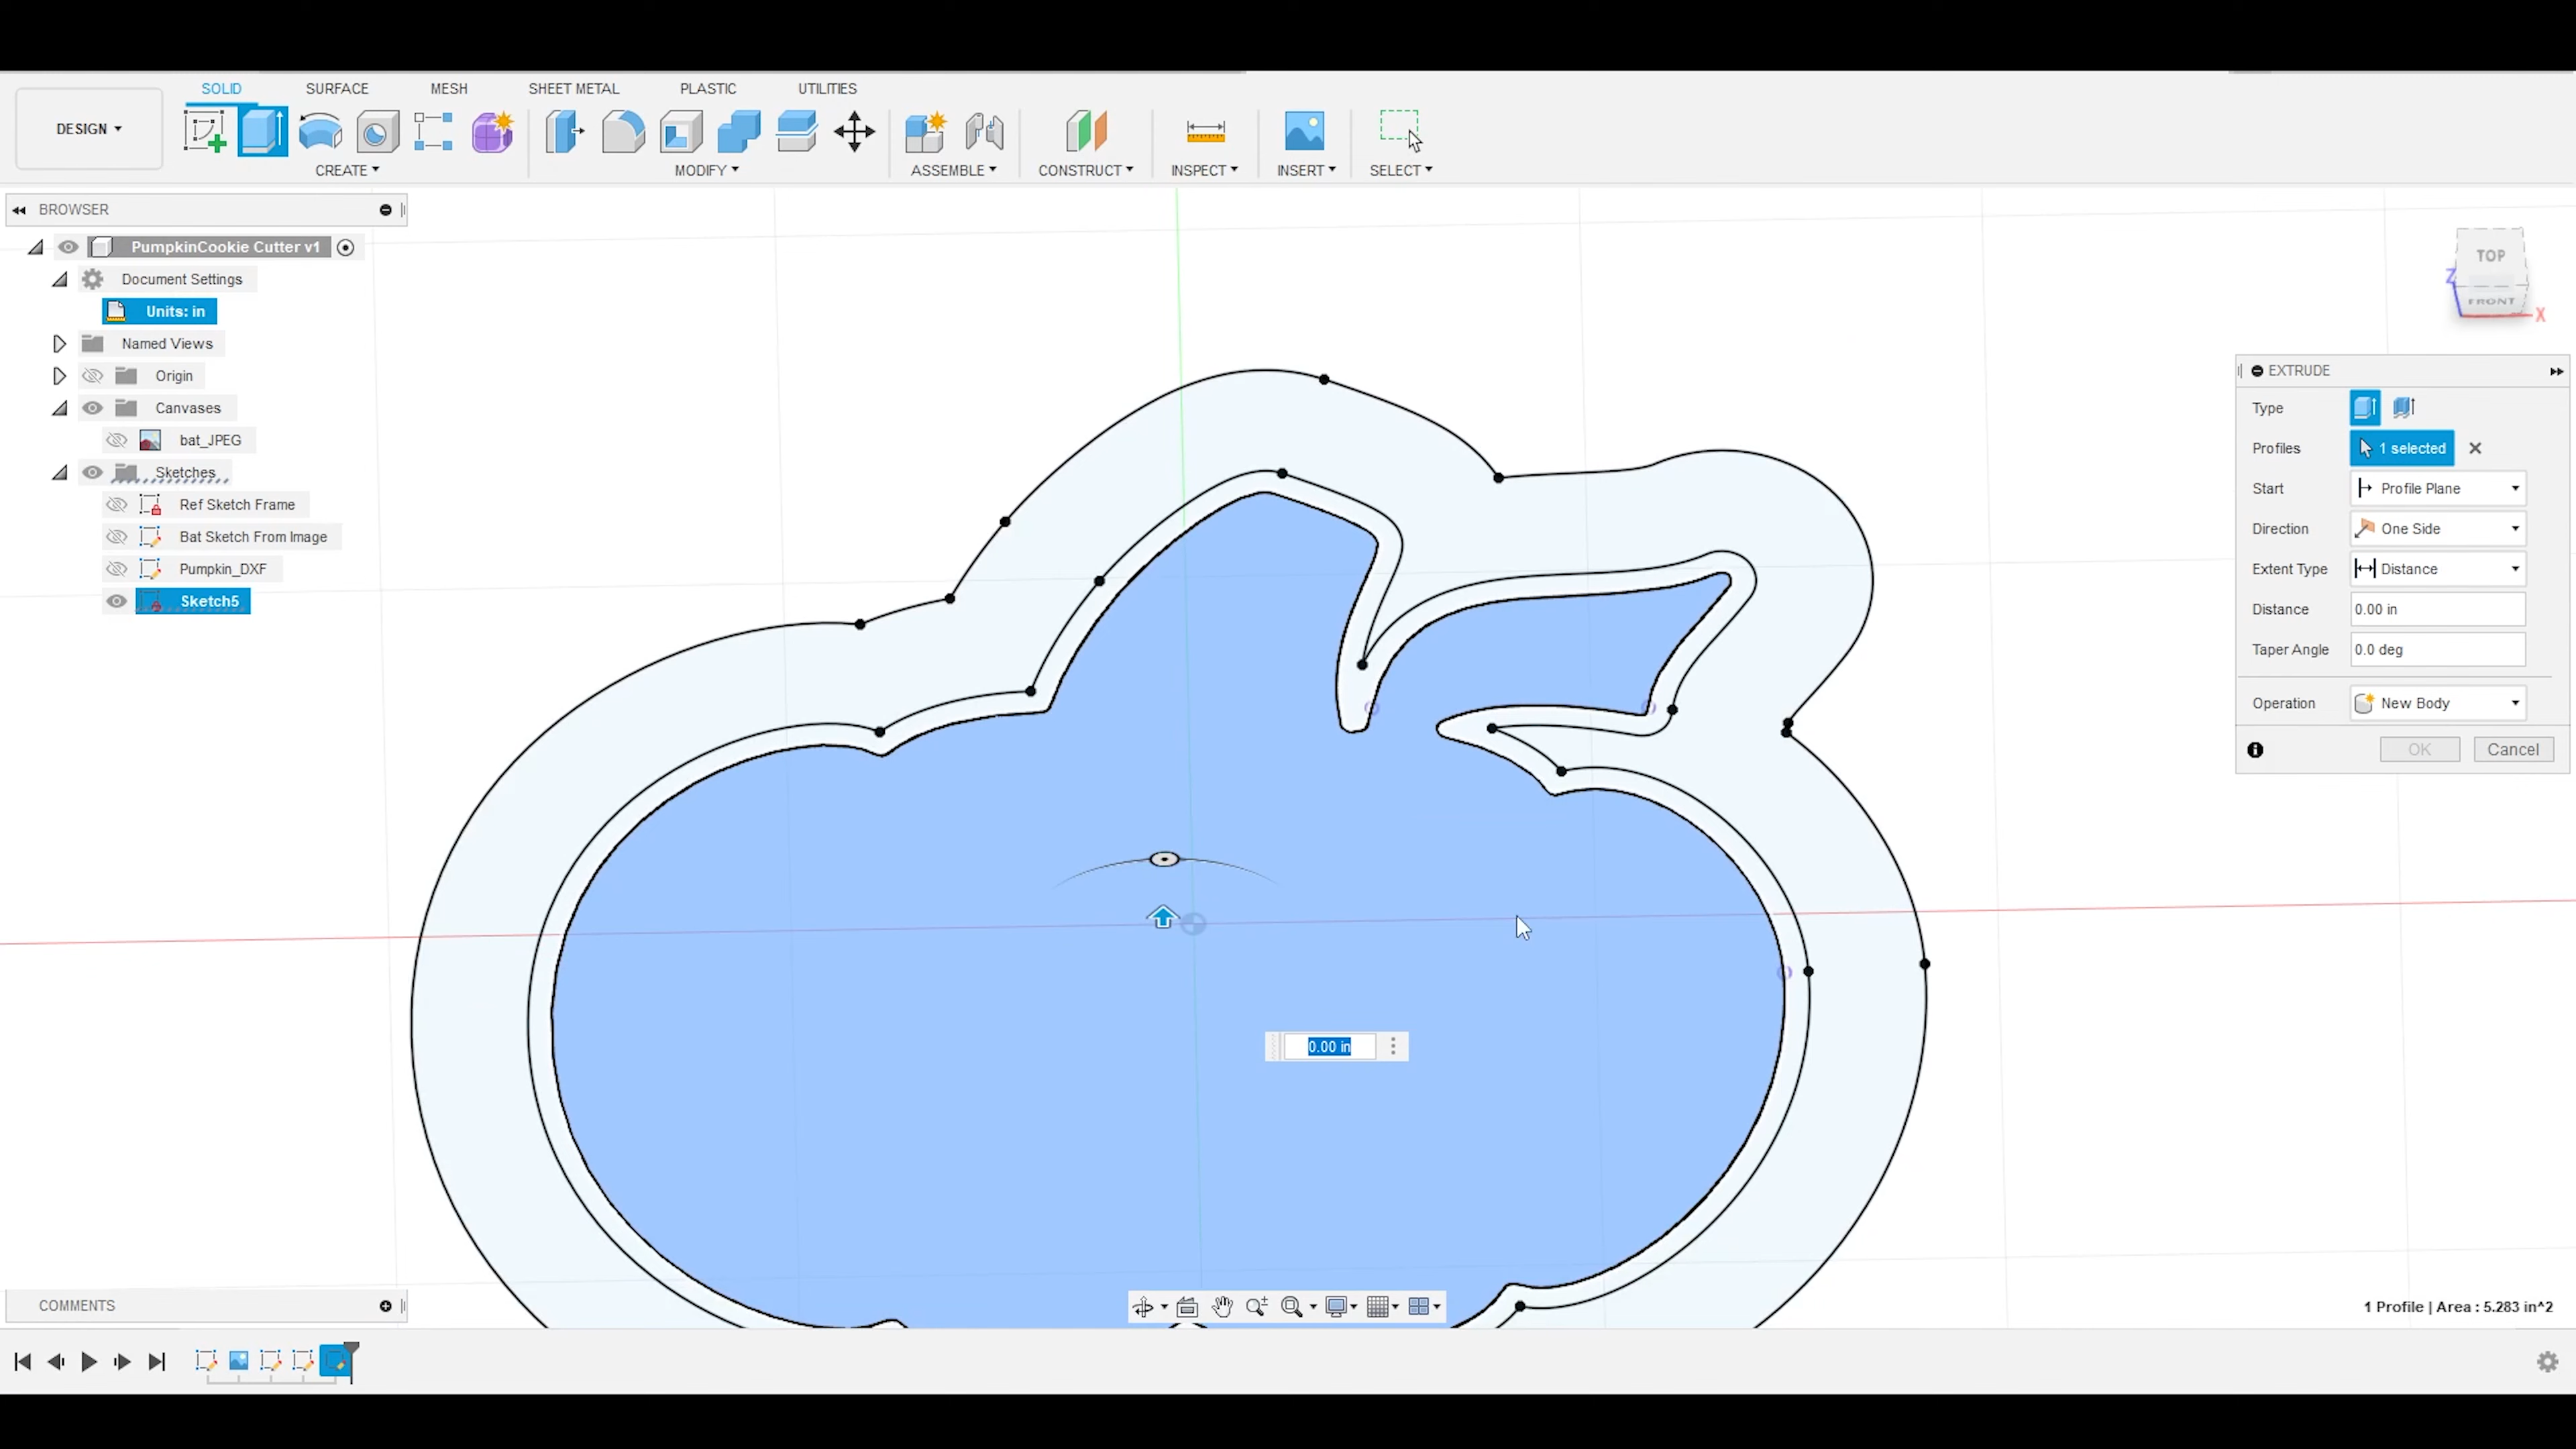 SOLID SURFACE MESH SHEET METAL PLASTIC UTILITIES
DESIGN
CREATE MODIFY ASSEMBLE CONSTRUCT INSPECT INSERT SELECT
BROWSER
PumpkinCookie Cutter v1
Document Settings
Units: in
Named Views
Origin
Canvases
bat_JPEG
Sketches
Ref Sketch Frame
Bat Sketch From Image
Pumpkin_DXF
Sketch5
TOP
Z
FRONT
X
EXTRUDE
Type
Profiles 1 selected
Start Profile Plane
Direction One Side
Extent Type Distance
Distance 0.00 in
Taper Angle 0.0 deg
Operation New Body
OK Cancel
0.00 in
COMMENTS
1 Profile | Area : 5.283 in^2